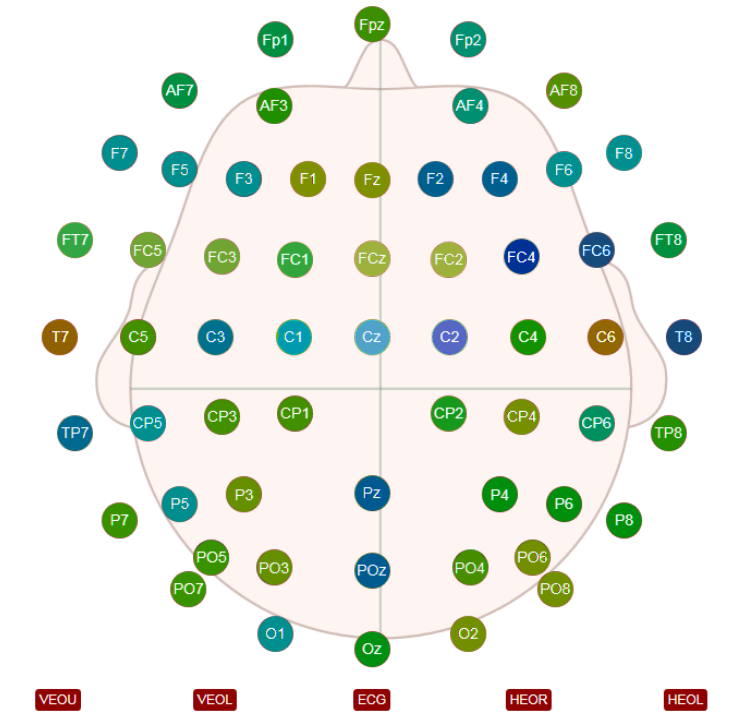 Fpz
Fp1 Fp2
AF7 AF8
AF3 AF4
F7 F8
F5 F6
F3 F1 Fz F2 F4
FT7 FT8
FC5 FC6
FC3 FC1 FCz FC2 FC4
T7 C5 C3 C1 Cz C2 C4 C6 T8
CP3 CP1 CP2 CP4
CP5 CP6
TP7 TP8
P3 Pz P4
P5 P6
P7 P8
PO5 PO6
PO3 POz PO4
PO7 PO8
O1 O2
Oz
VEOU VEOL ECG HEOR HEOL